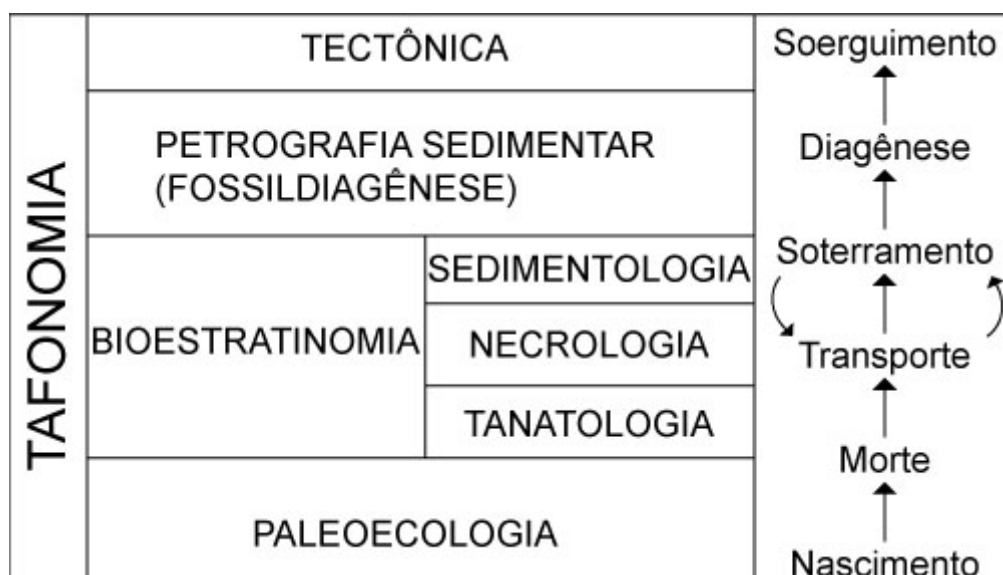 TAFONOMIA
TECTÔNICA
PETROGRAFIA SEDIMENTAR
(FOSSILDIAGÊNESE)
BIOESTRATINOMIA
SEDIMENTOLOGIA
NECROLOGIA
TANATOLOGIA
PALEOECOLOGIA
Soerguimento
Diagênese
Soterramento
Transporte
Morte
Nascimento